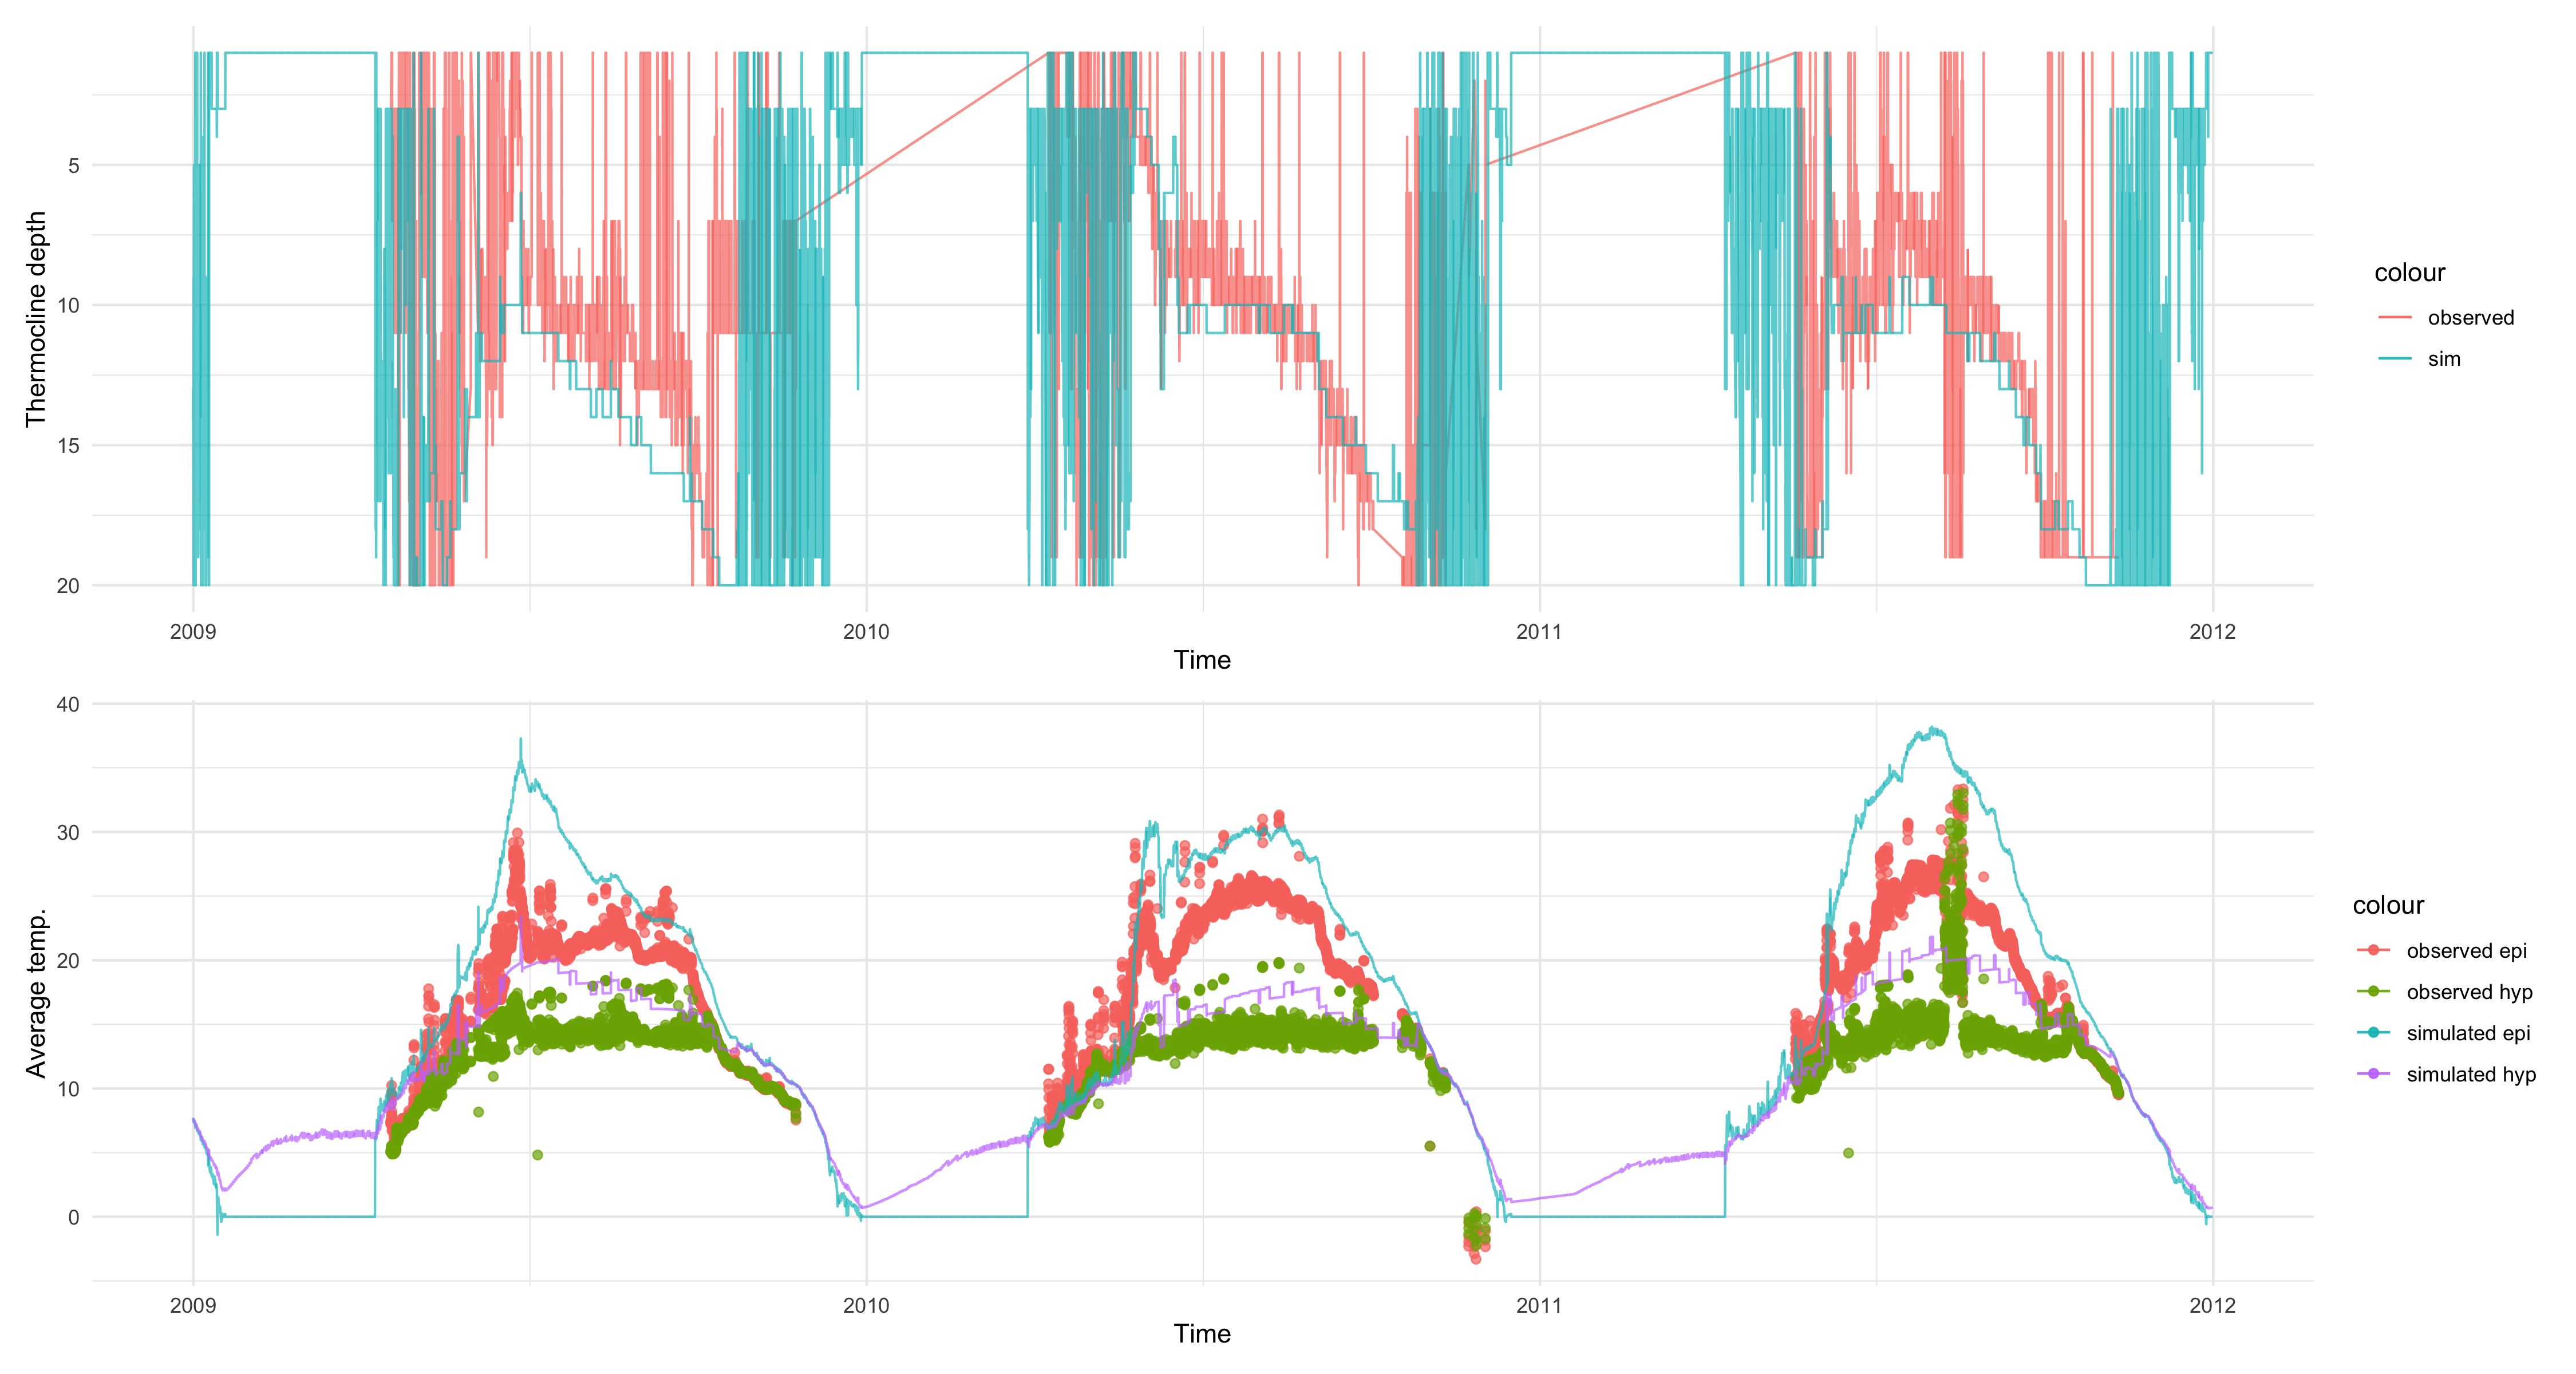 Thermocline depth
5
10
15
20
2009
2010
2011
2012
Time
colour
observed
sim
Average temp.
40
30
20
10
0
2009
2010
2011
2012
Time
colour
observed epi
observed hyp
simulated epi
simulated hyp